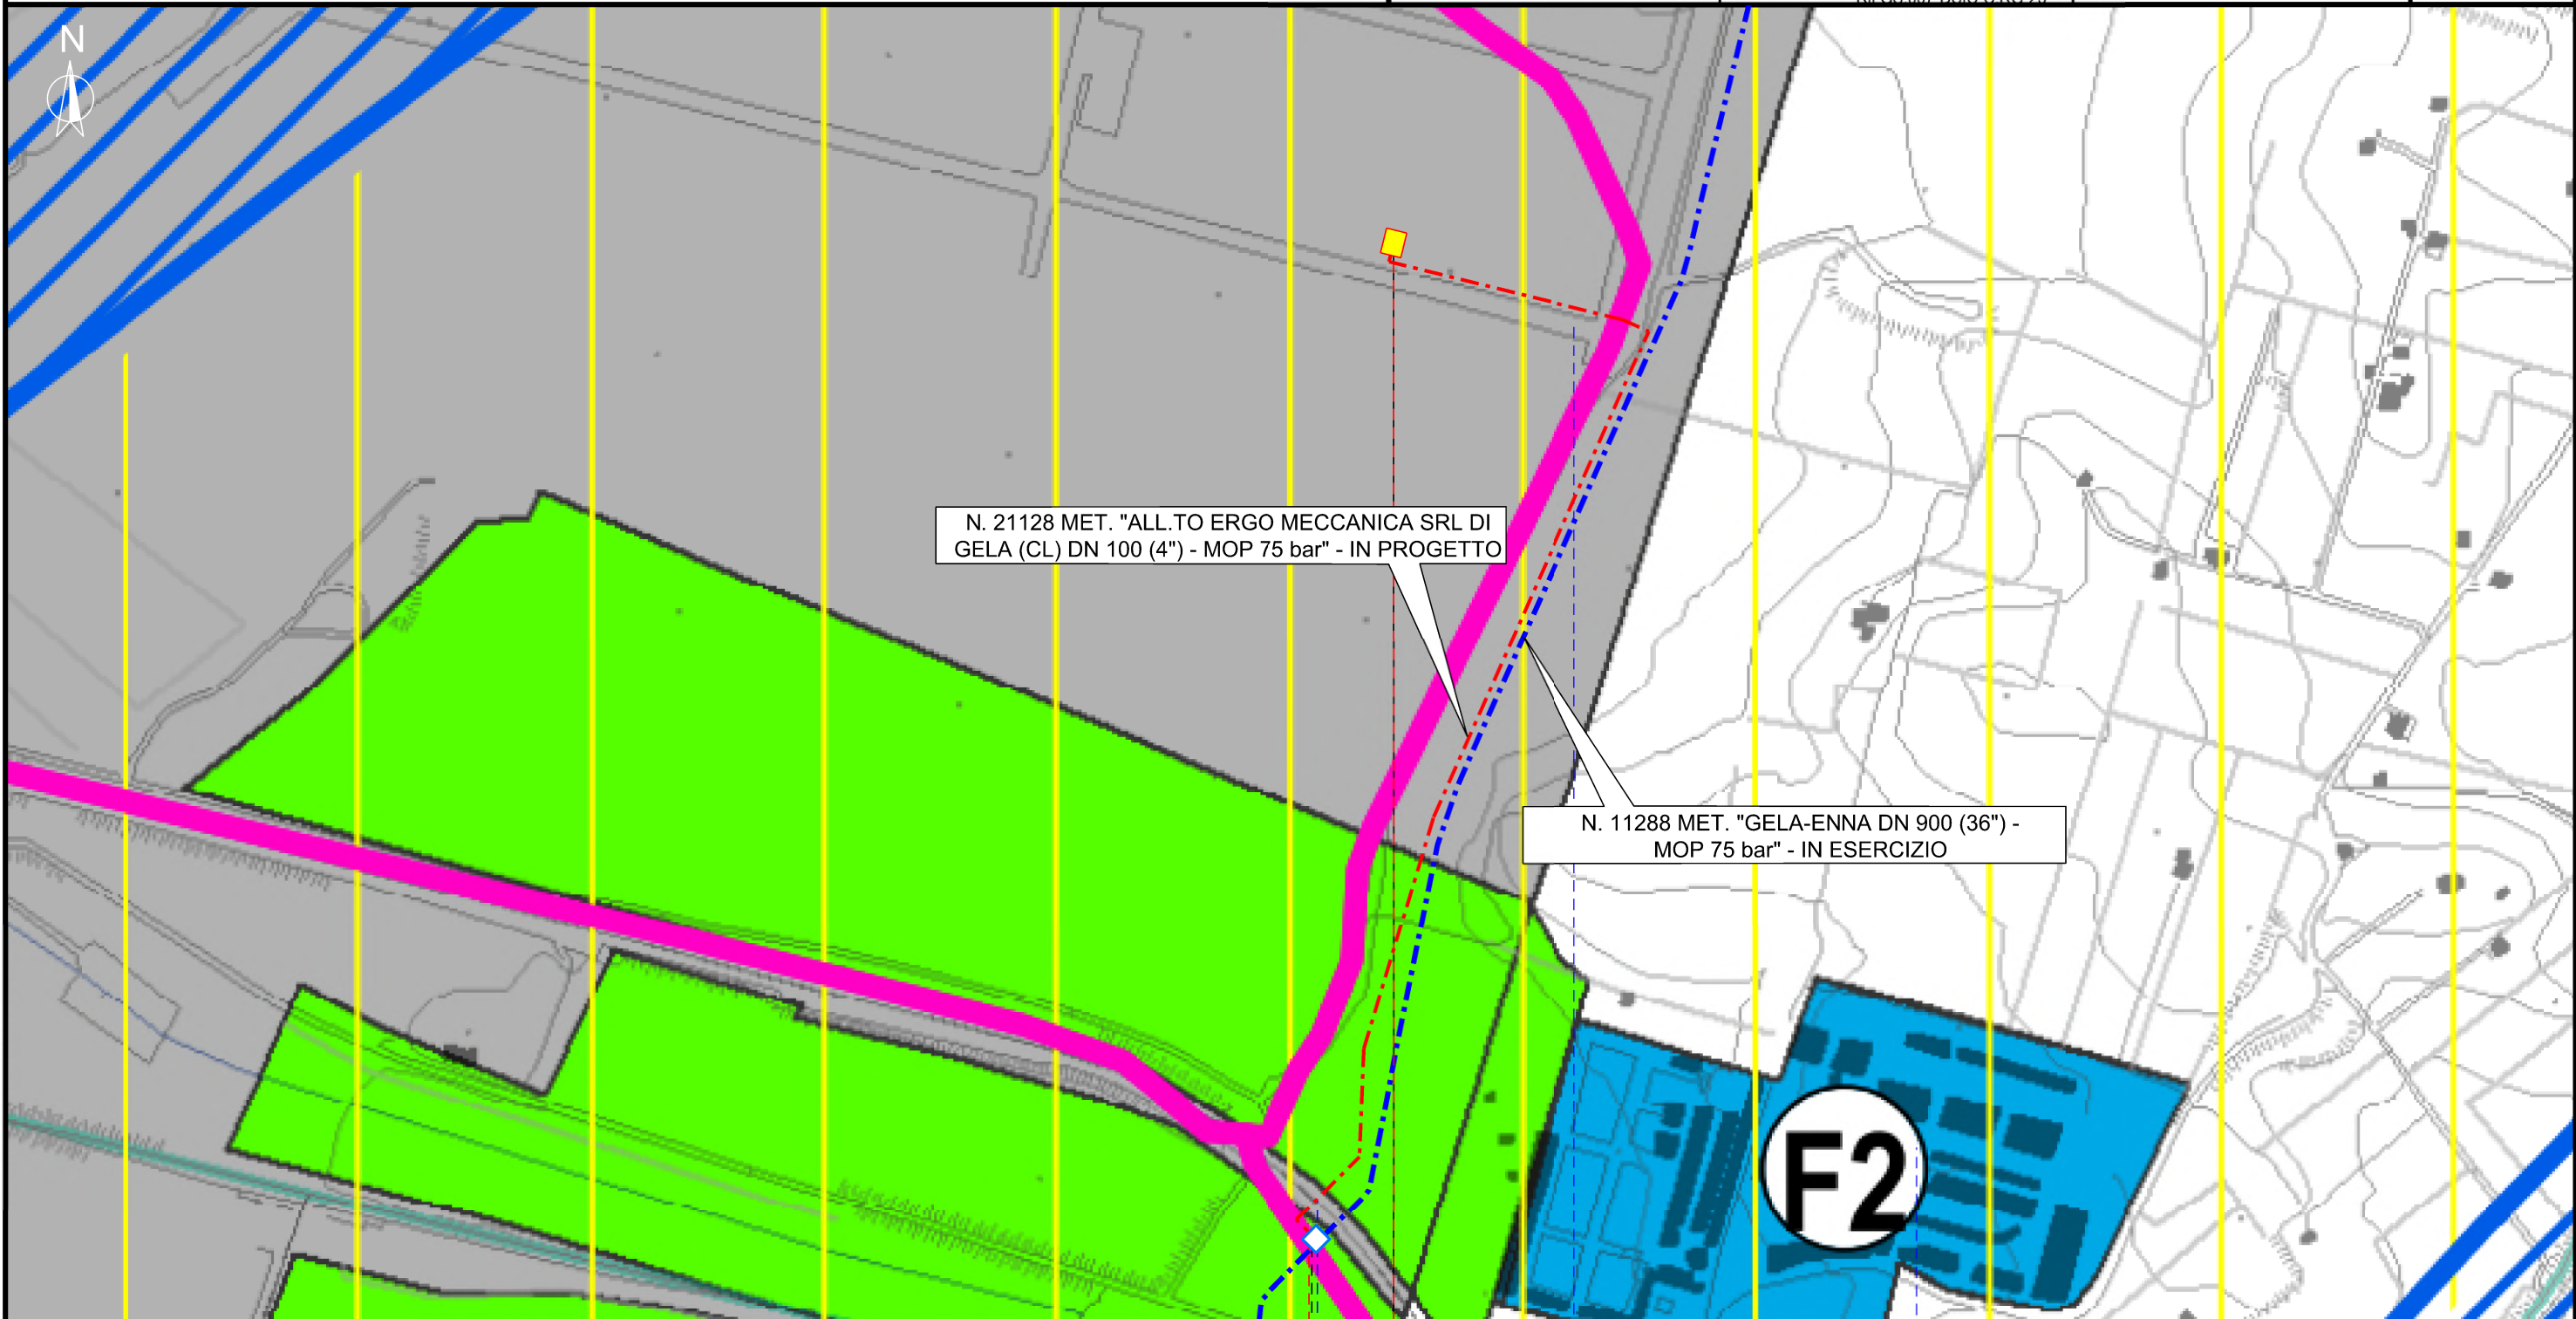 N
N. 21128 MET. "ALL.TO ERGO MECCANICA SRL DI
GELA (CL) DN 100 (4") - MOP 75 bar" - IN PROGETTO
N. 11288 MET. "GELA-ENNA DN 900 (36") -
MOP 75 bar" - IN ESERCIZIO
F2